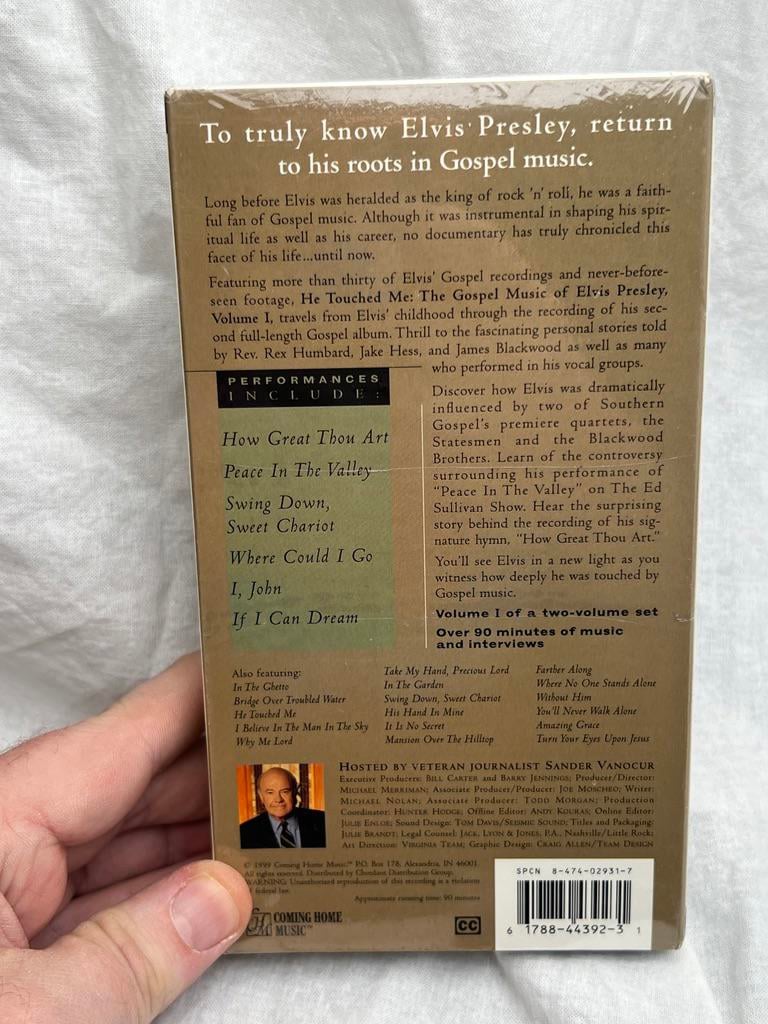 To truly know Elvis Presley, return
to his roots in Gospel music.
Long before Elvis was heralded as the king of rock 'n' roll, he was a faith-
ful fan of Gospel music. Although it was instrumental in shaping his spir-
itual life as well as his career, no documentary has truly chronicled this
facet of his life...until now.
Featuring more than thirty of Elvis' Gospel recordings and never-before-
seen footage, He Touched Me: The Gospel Music of Elvis Presley,
Volume I, travels from Elvis' childhood through the recording of his sec-
ond full-length Gospel album. Thrill to the fascinating personal stories told
by Rev. Rex Humbard, Jake Hess, and James Blackwood as well as many
who performed in his vocal groups.
PERFORMANCES
INCLUDE:
How Great Thou Art
Peace In The Valley
Swing Down,
Sweet Chariot
Where Could I Go
I, John
If I Can Dream
Discover how Elvis was dramatically
influenced by two of Southern
Gospel's premiere quartets, the
Statesmen and the Blackwood
Brothers. Learn of the controversy
surrounding his performance of
"Peace In The Valley" on The Ed
Sullivan Show. Hear the surprising
story behind the recording of his sig-
nature hymn, "How Great Thou Art."
You'll see Elvis in a new light as you
witness how deeply he was touched by
Gospel music.
Volume I of a two-volume set
Over 90 minutes of music
and interviews
Also featuring:
In The Ghetto
Bridge Over Troubled Water
He Touched Me
I Believe In The Man In The Sky
Why Me Lord
Take My Hand, Precious Lord
In The Garden
Swing Down, Sweet Chariot
His Hand In Mine
It Is No Secret
Mansion Over The Hilltop
Farther Along
Where No One Stands Alone
Without Him
You'll Never Walk Alone
Amazing Grace
Turn Your Eyes Upon Jesus
HOSTED BY VETERAN JOURNALIST SANDER VANOCUR
Executive Producers: BILL CARTER and BARRY JENNINGS; Producer/Director:
MICHAEL MERRIMAN; Associate Producer/Producer: JOE MOSCHEO; Writer:
MICHAEL NOLAN; Associate Producer: TODD MORGAN; Production
Coordinator: HUNTER HODGE; Offline Editor: ANDY KOURAS; Online Editor:
JULIE ENLOE; Sound Design: TOM DAVIS/SEISMIC SOUND; Titles and Packaging:
JULIE BRANDT; Legal Counsel: JACK, LYON & JONES, P.A., Nashville/Little Rock;
Art Direction: VIRGINIA TEAM; Graphic Design: CRAIG ALLEN/TEAM DESIGN
© 1999 Coming Home Music™ P.O. Box 178, Alexandria, IN 46001.
All rights reserved. Distributed by Chordant Distribution Group.
WARNING: Unauthorized reproduction of this recording is a violation
of federal law.
Approximate running time: 90 minutes
COMING HOME
MUSIC™
CC
SPCN 8-474-02931-7
6 1788-44392-3 1